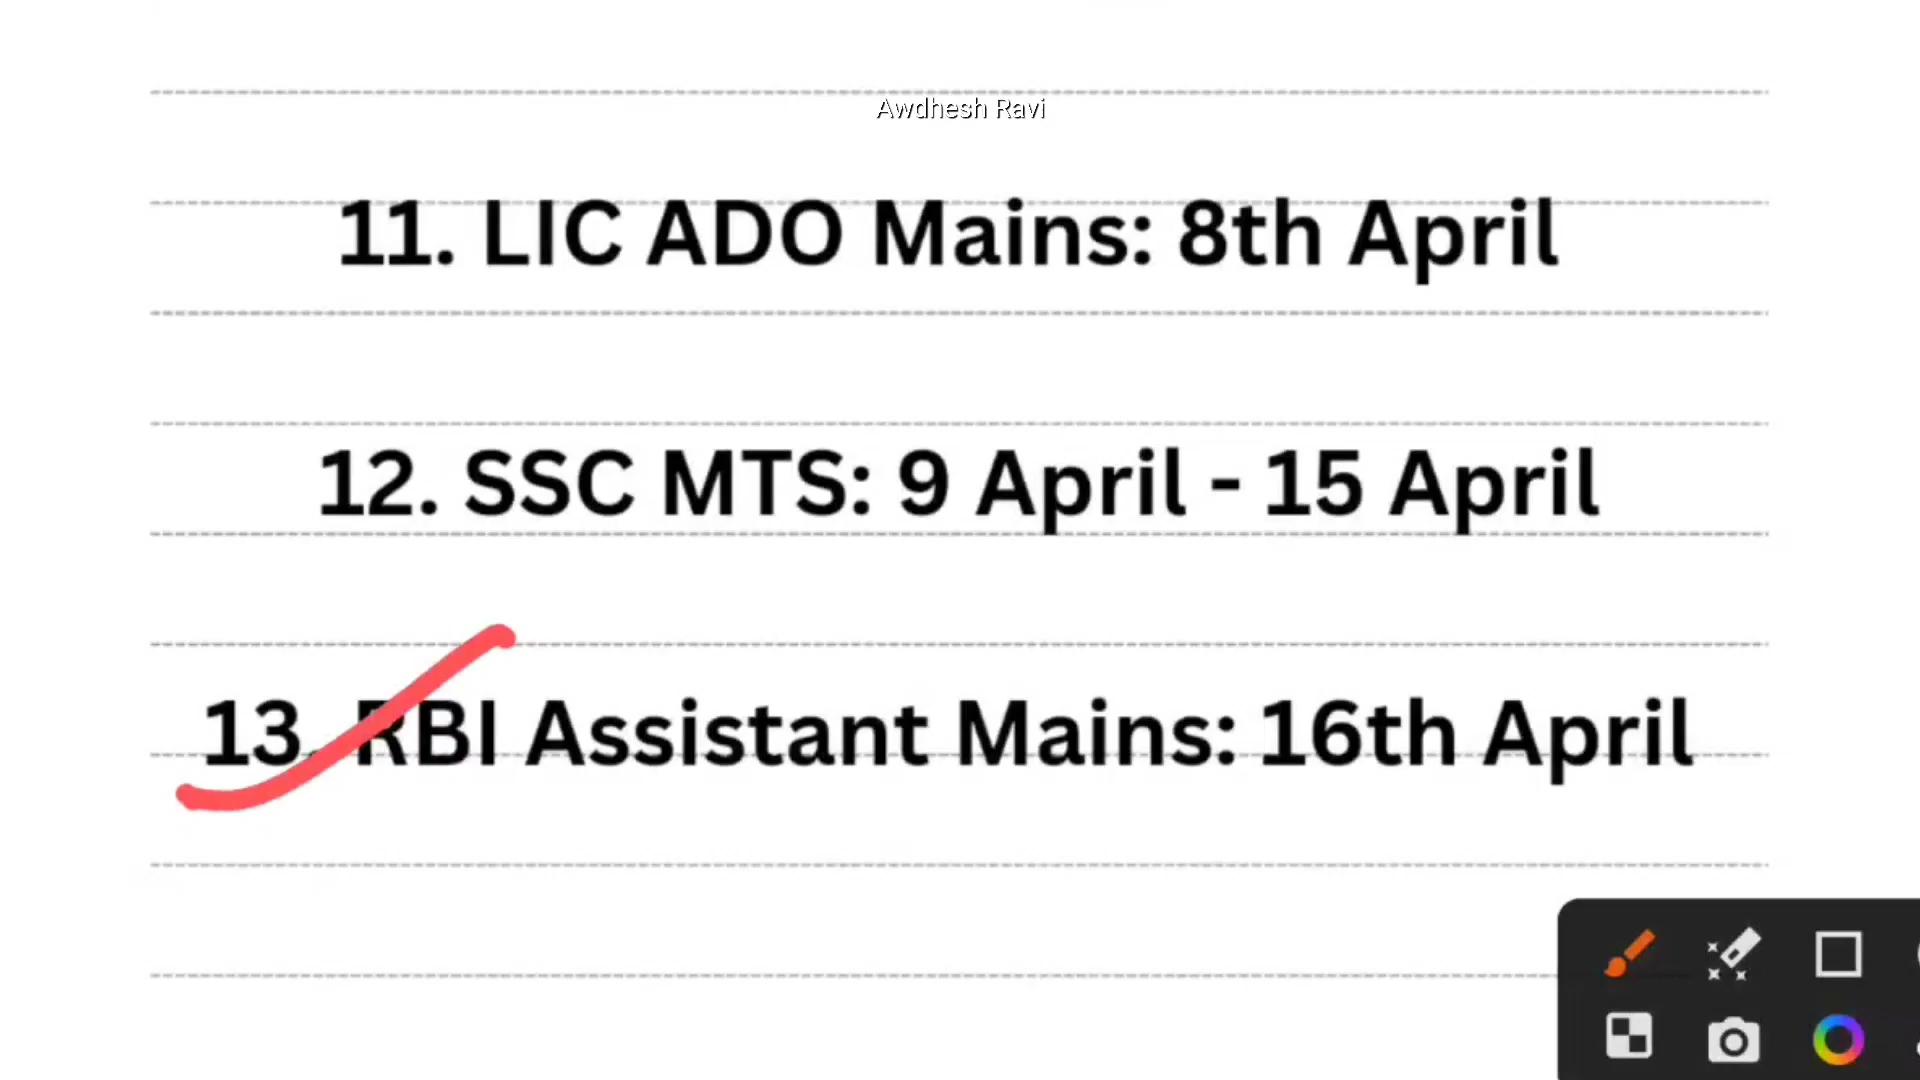 Awdhesh Ravi
11. LIC ADO Mains: 8th April
12. SSC MTS: 9 April - 15 April
13. RBI Assistant Mains: 16th April